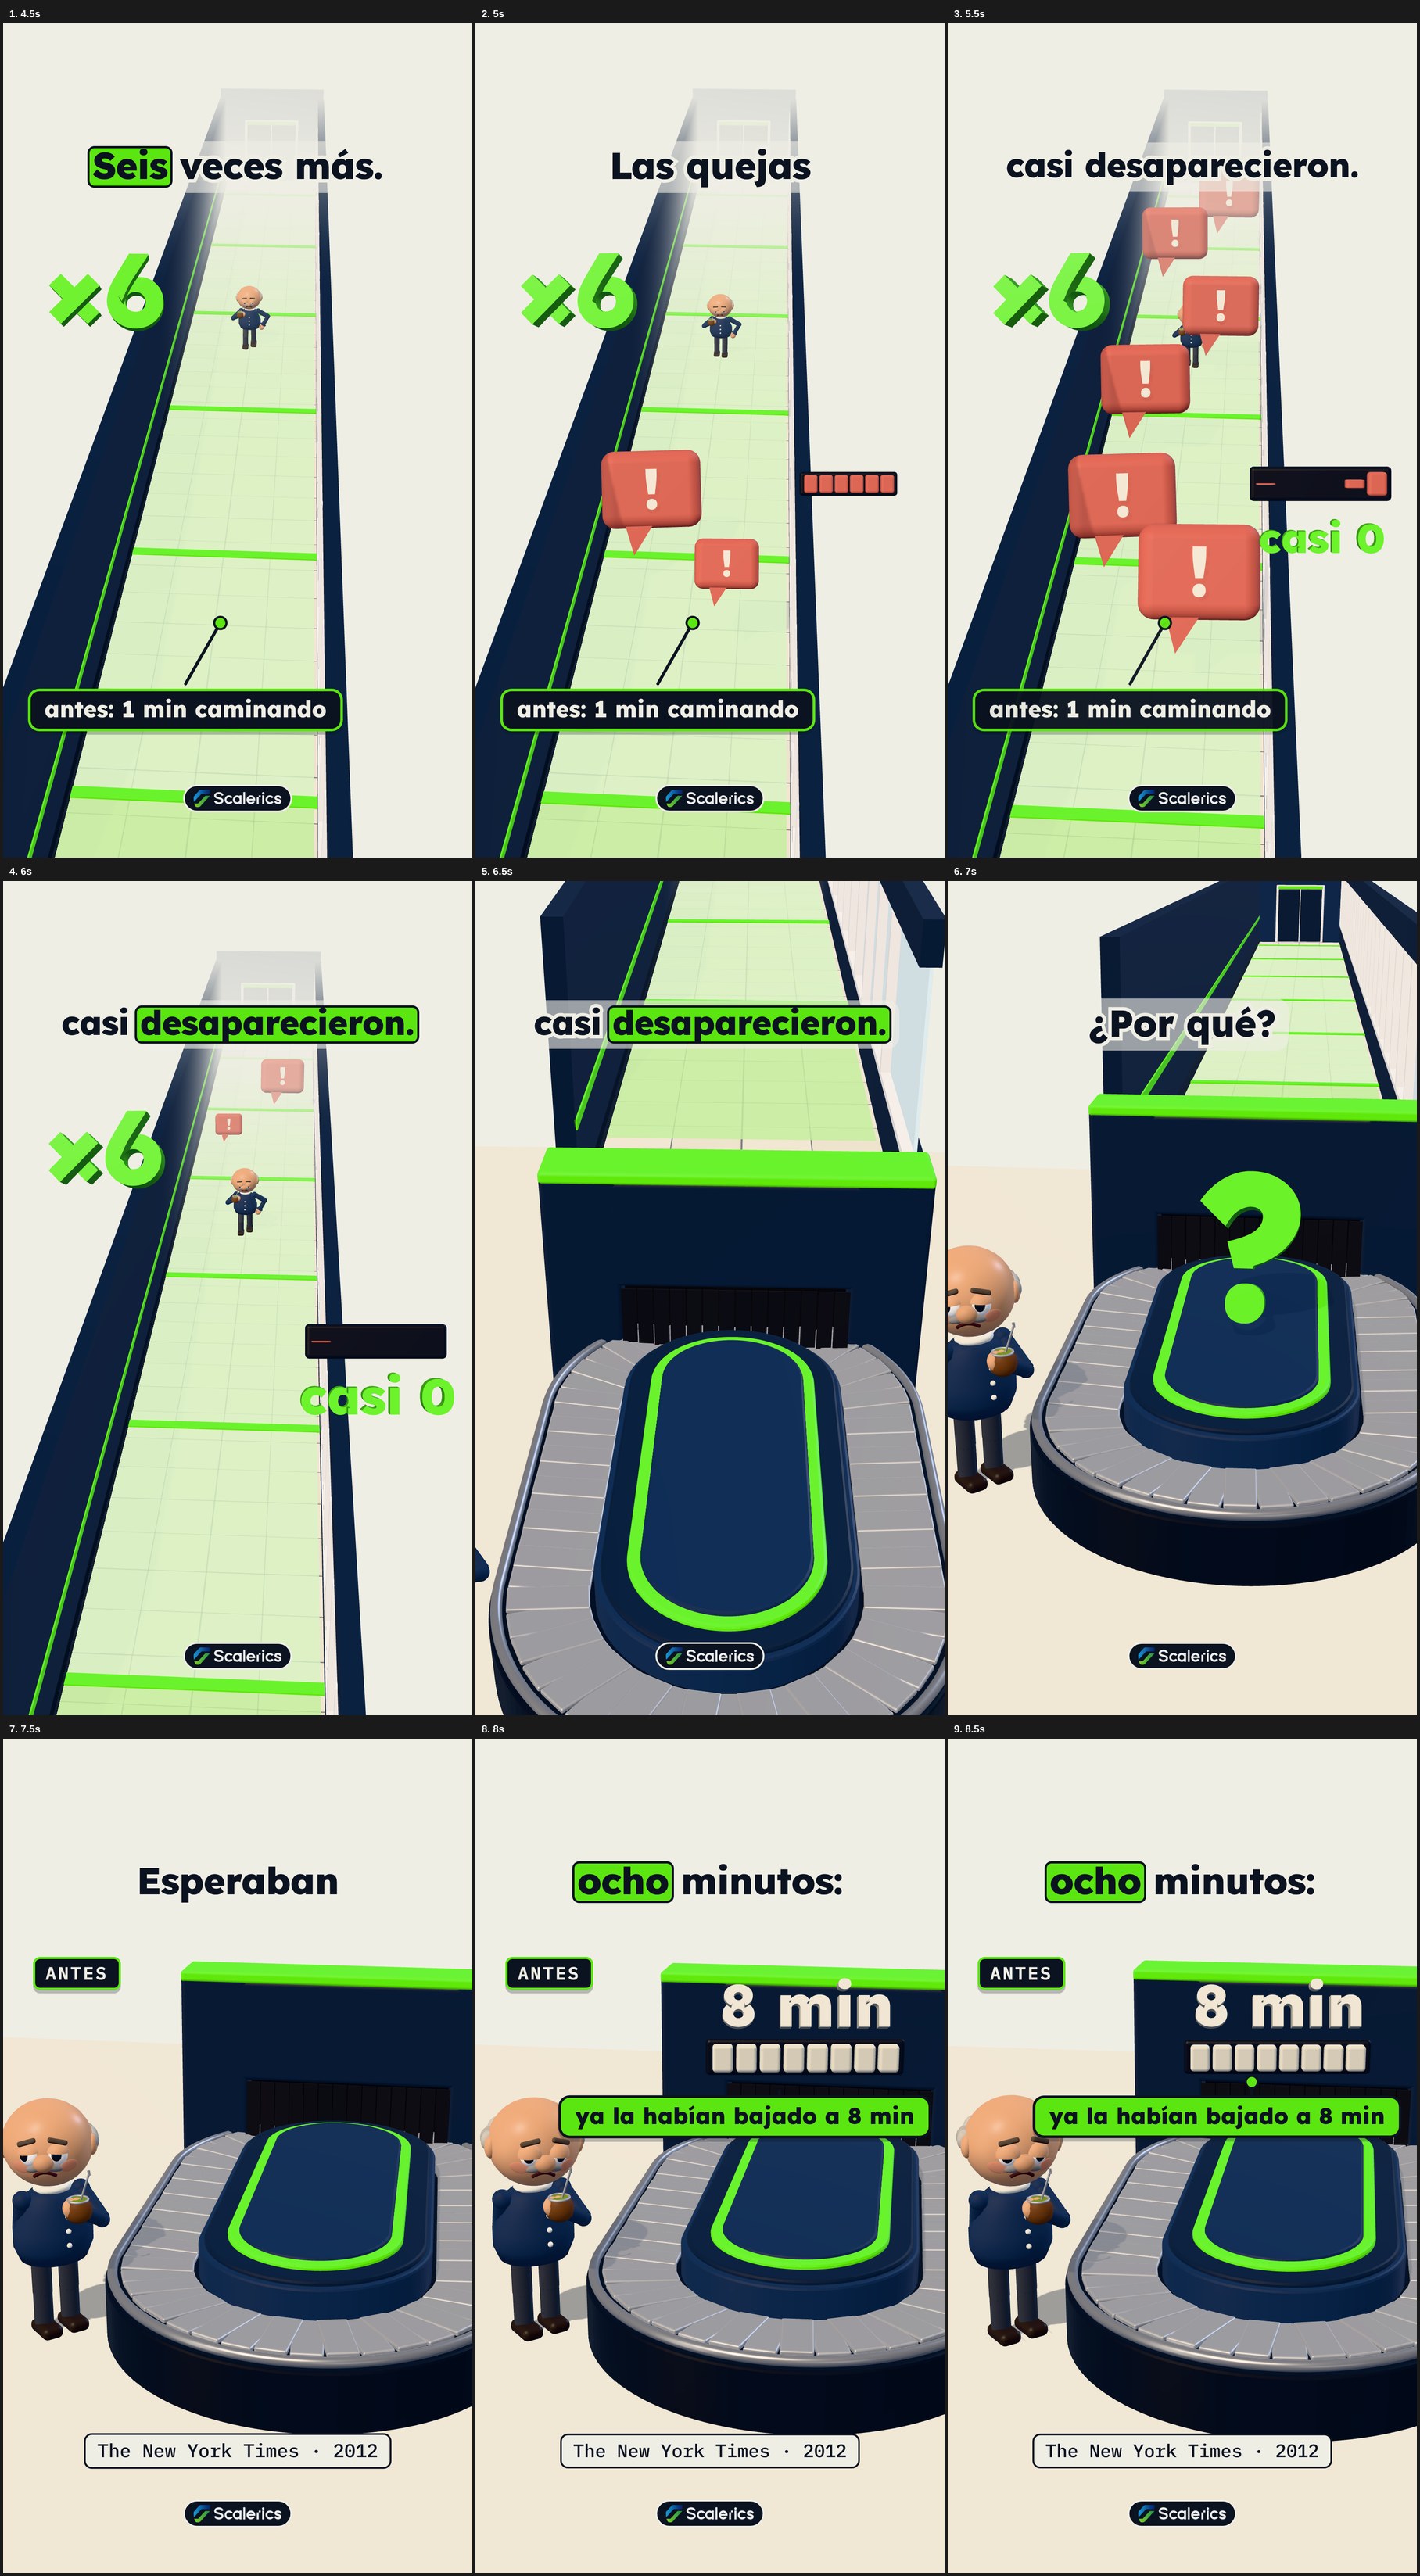 1. 4.5s
Seis veces más.
×6
antes: 1 min caminando
Scalerics
2. 5s
Las quejas
×6
!
!
antes: 1 min caminando
Scalerics
3. 5.5s
casi desaparecieron.
!
!
×6
!
!
!
casi 0
!
antes: 1 min caminando
Scalerics
4. 6s
casi desaparecieron.
!
!
×6
casi 0
Scalerics
5. 6.5s
casi desaparecieron.
Scalerics
6. 7s
¿Por qué?
?
Scalerics
7. 7.5s
Esperaban
ANTES
The New York Times · 2012
Scalerics
8. 8s
ocho minutos:
ANTES
8 min
ya la habían bajado a 8 min
The New York Times · 2012
Scalerics
9. 8.5s
ocho minutos:
ANTES
8 min
ya la habían bajado a 8 min
The New York Times · 2012
Scalerics